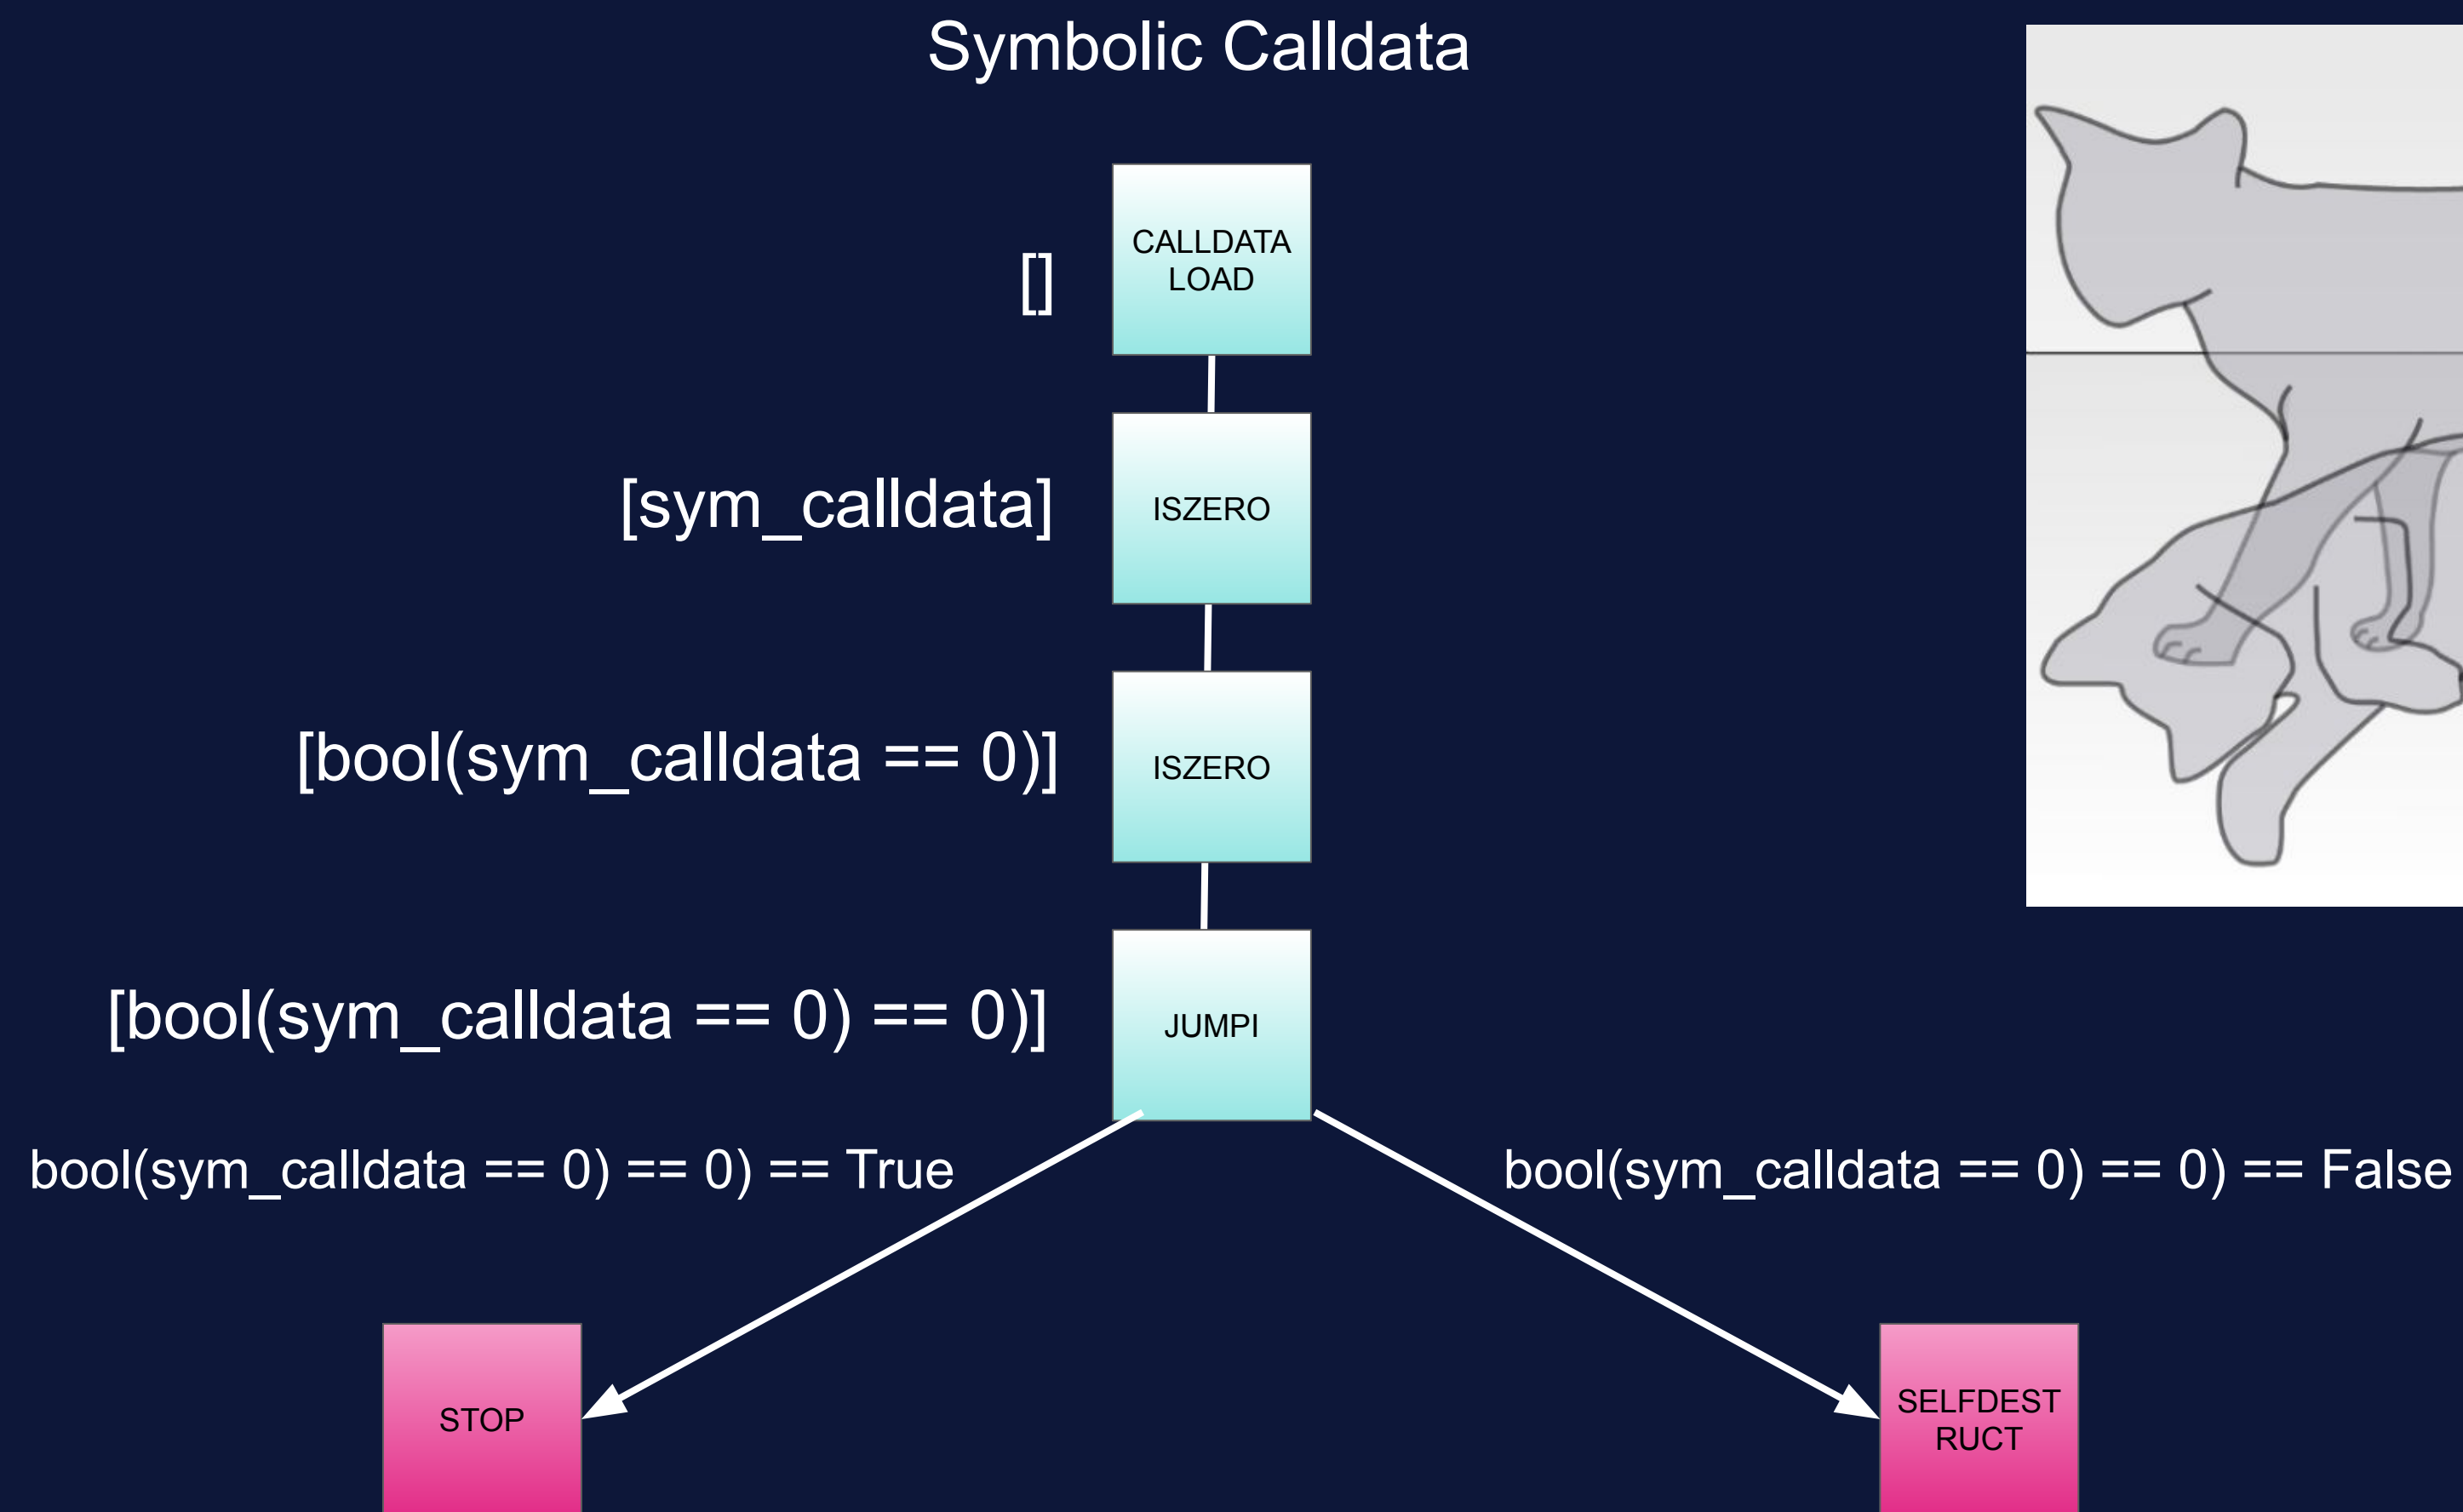 Symbolic Calldata
[]
CALLDATA
LOAD
[sym_calldata]
ISZERO
[bool(sym_calldata == 0)]
ISZERO
[bool(sym_calldata == 0) == 0)]
JUMPI
bool(sym_calldata == 0) == 0) == True
bool(sym_calldata == 0) == 0) == False
STOP
SELFDEST
RUCT